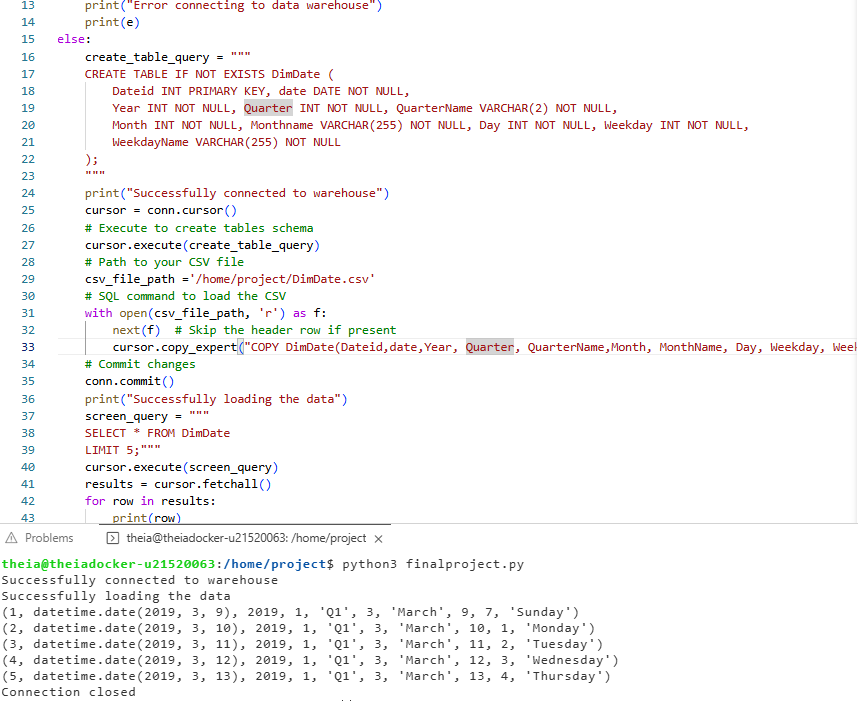 13 print("Error connecting to data warehouse")
14 print(e)
15 else:
16 create_table_query = """
17 CREATE TABLE IF NOT EXISTS DimDate (
18 Dateid INT PRIMARY KEY, date DATE NOT NULL,
19 Year INT NOT NULL, Quarter INT NOT NULL, QuarterName VARCHAR(2) NOT NULL,
20 Month INT NOT NULL, Monthname VARCHAR(255) NOT NULL, Day INT NOT NULL, Weekday INT NOT NULL,
21 WeekdayName VARCHAR(255) NOT NULL
22 );
23 """
24 print("Successfully connected to warehouse")
25 cursor = conn.cursor()
26 # Execute to create tables schema
27 cursor.execute(create_table_query)
28 # Path to your CSV file
29 csv_file_path ='/home/project/DimDate.csv'
30 # SQL command to load the CSV
31 with open(csv_file_path, 'r') as f:
32 next(f)  # Skip the header row if present
33 cursor.copy_expert("COPY DimDate(Dateid,date,Year, Quarter, QuarterName,Month, MonthName, Day, Weekday, Week
34 # Commit changes
35 conn.commit()
36 print("Successfully loading the data")
37 screen_query = """
38 SELECT * FROM DimDate
39 LIMIT 5;"""
40 cursor.execute(screen_query)
41 results = cursor.fetchall()
42 for row in results:
43 print(row)
Problems theia@theiadocker-u21520063: /home/project ×
theia@theiadocker-u21520063:/home/project$ python3 finalproject.py
Successfully connected to warehouse
Successfully loading the data
(1, datetime.date(2019, 3, 9), 2019, 1, 'Q1', 3, 'March', 9, 7, 'Sunday')
(2, datetime.date(2019, 3, 10), 2019, 1, 'Q1', 3, 'March', 10, 1, 'Monday')
(3, datetime.date(2019, 3, 11), 2019, 1, 'Q1', 3, 'March', 11, 2, 'Tuesday')
(4, datetime.date(2019, 3, 12), 2019, 1, 'Q1', 3, 'March', 12, 3, 'Wednesday')
(5, datetime.date(2019, 3, 13), 2019, 1, 'Q1', 3, 'March', 13, 4, 'Thursday')
Connection closed